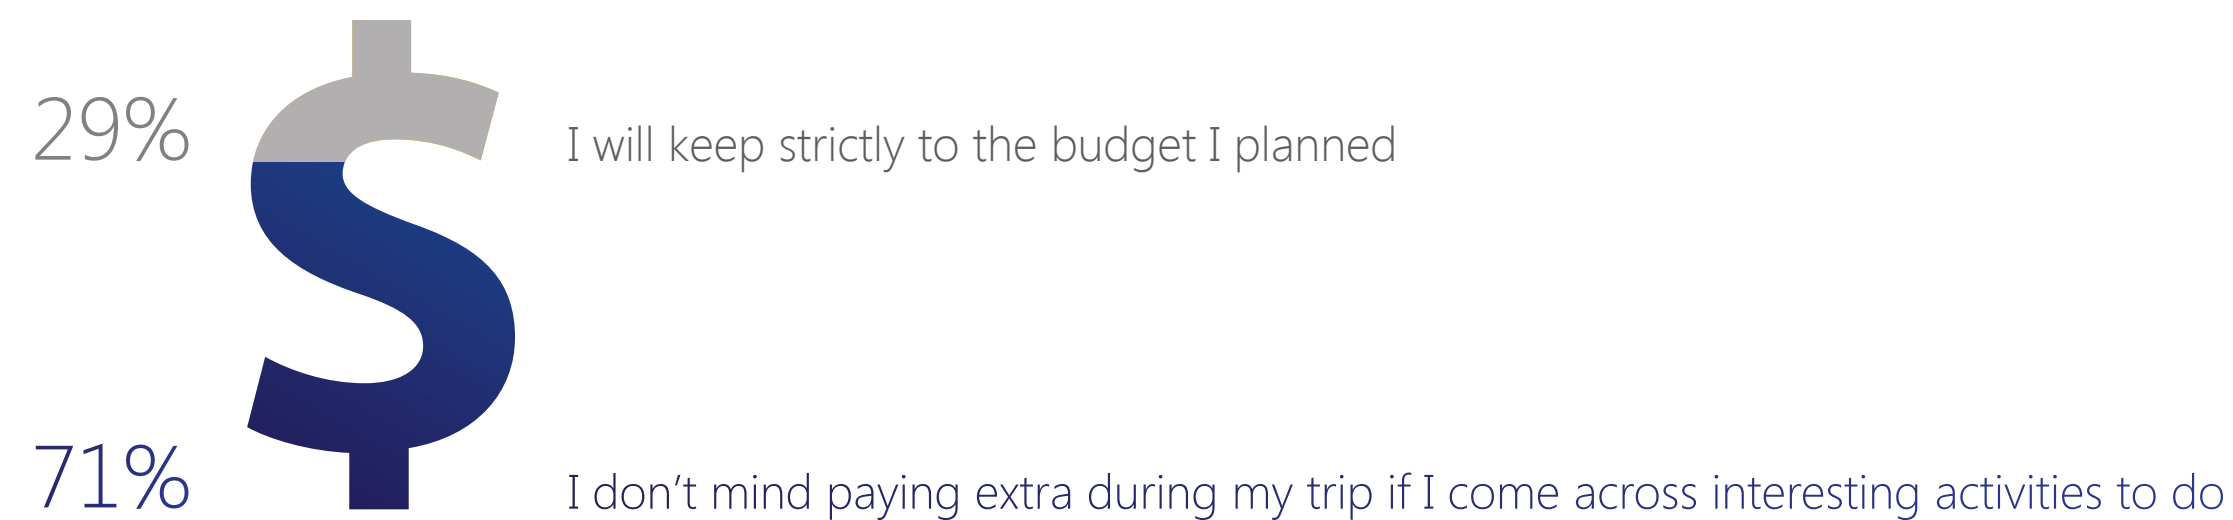 29%
I will keep strictly to the budget I planned
71%
I don’t mind paying extra during my trip if I come across interesting activities to do